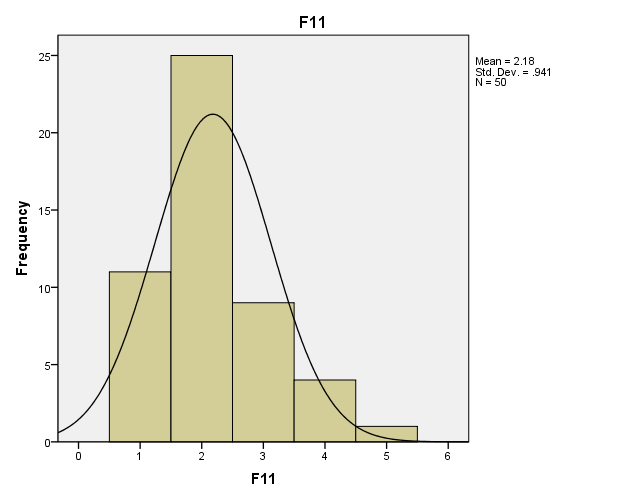 F11
Mean = 2.18
Std. Dev. = .941
N = 50
25
20
15
10
5
0
Frequency
0 1 2 3 4 5 6
F11